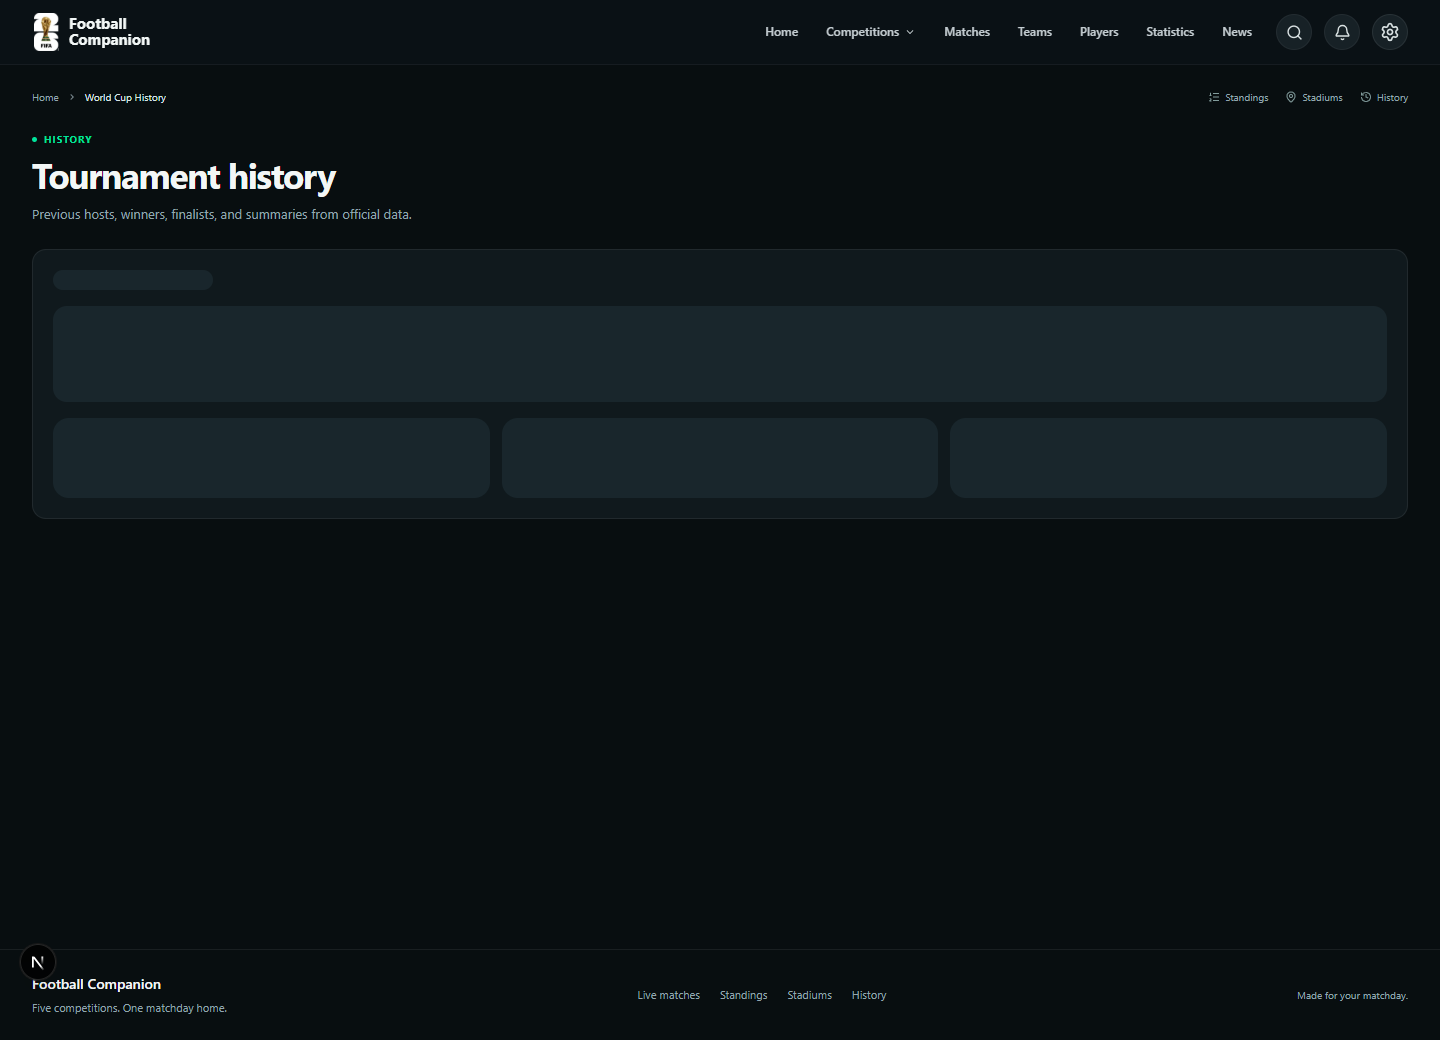 Football
Companion
FIFA
Home
Competitions
Matches
Teams
Players
Statistics
News
Home > World Cup History
Standings
Stadiums
History
HISTORY
Tournament history
Previous hosts, winners, finalists, and summaries from official data.
N
Football Companion
Five competitions. One matchday home.
Live matches
Standings
Stadiums
History
Made for your matchday.